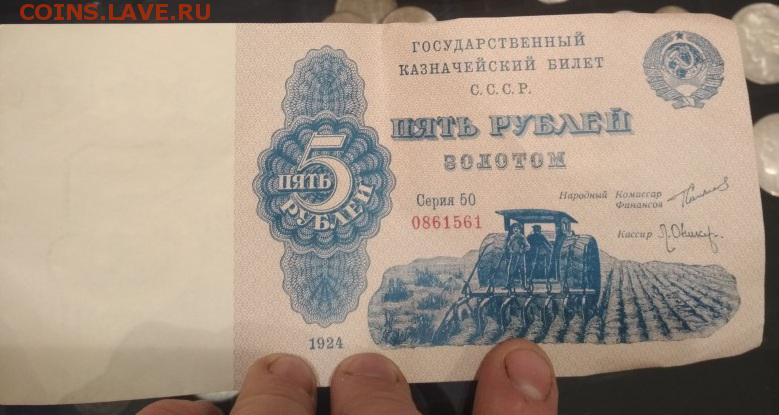 COINS.LAVE.RU
ГОСУДАРСТВЕННЫЙ
КАЗНАЧЕЙСКИЙ БИЛЕТ
С.С.С.Р.
ПЯТЬ РУБЛЕЙ
ЗОЛОТОМ
5
ПЯТЬ
РУБЛЕЙ
Серия 50
0861561
Народный Комиссар
Финансов
Кассир
1924